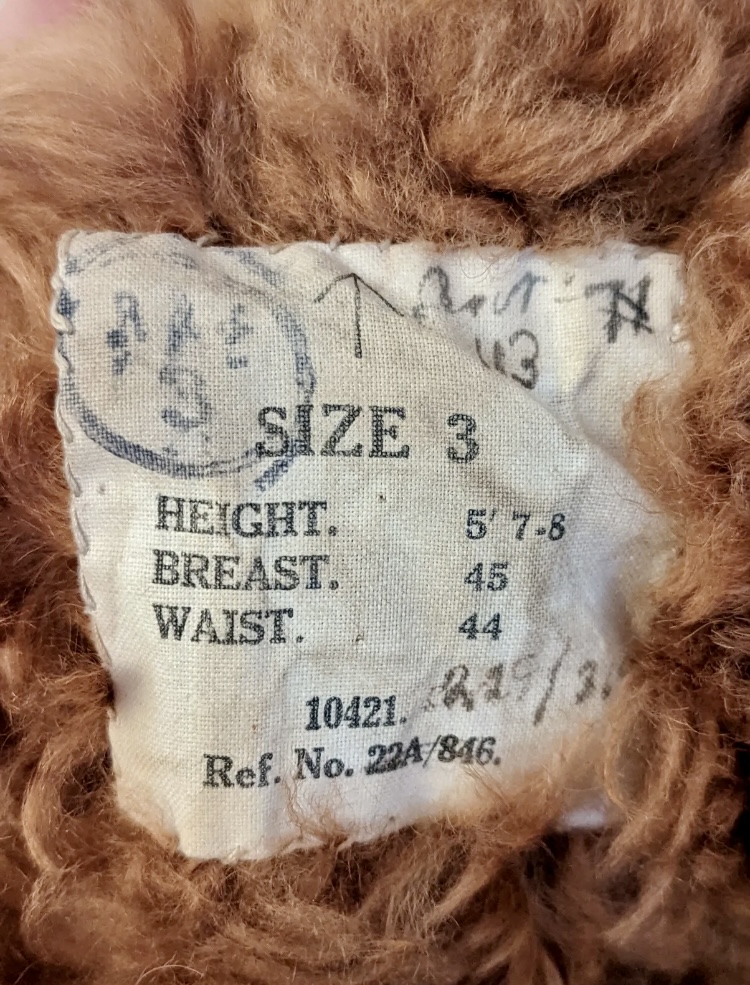 SIZE 3
HEIGHT. 5' 7-8
BREAST. 45
WAIST. 44
10421.
Ref. No. 22A/846.